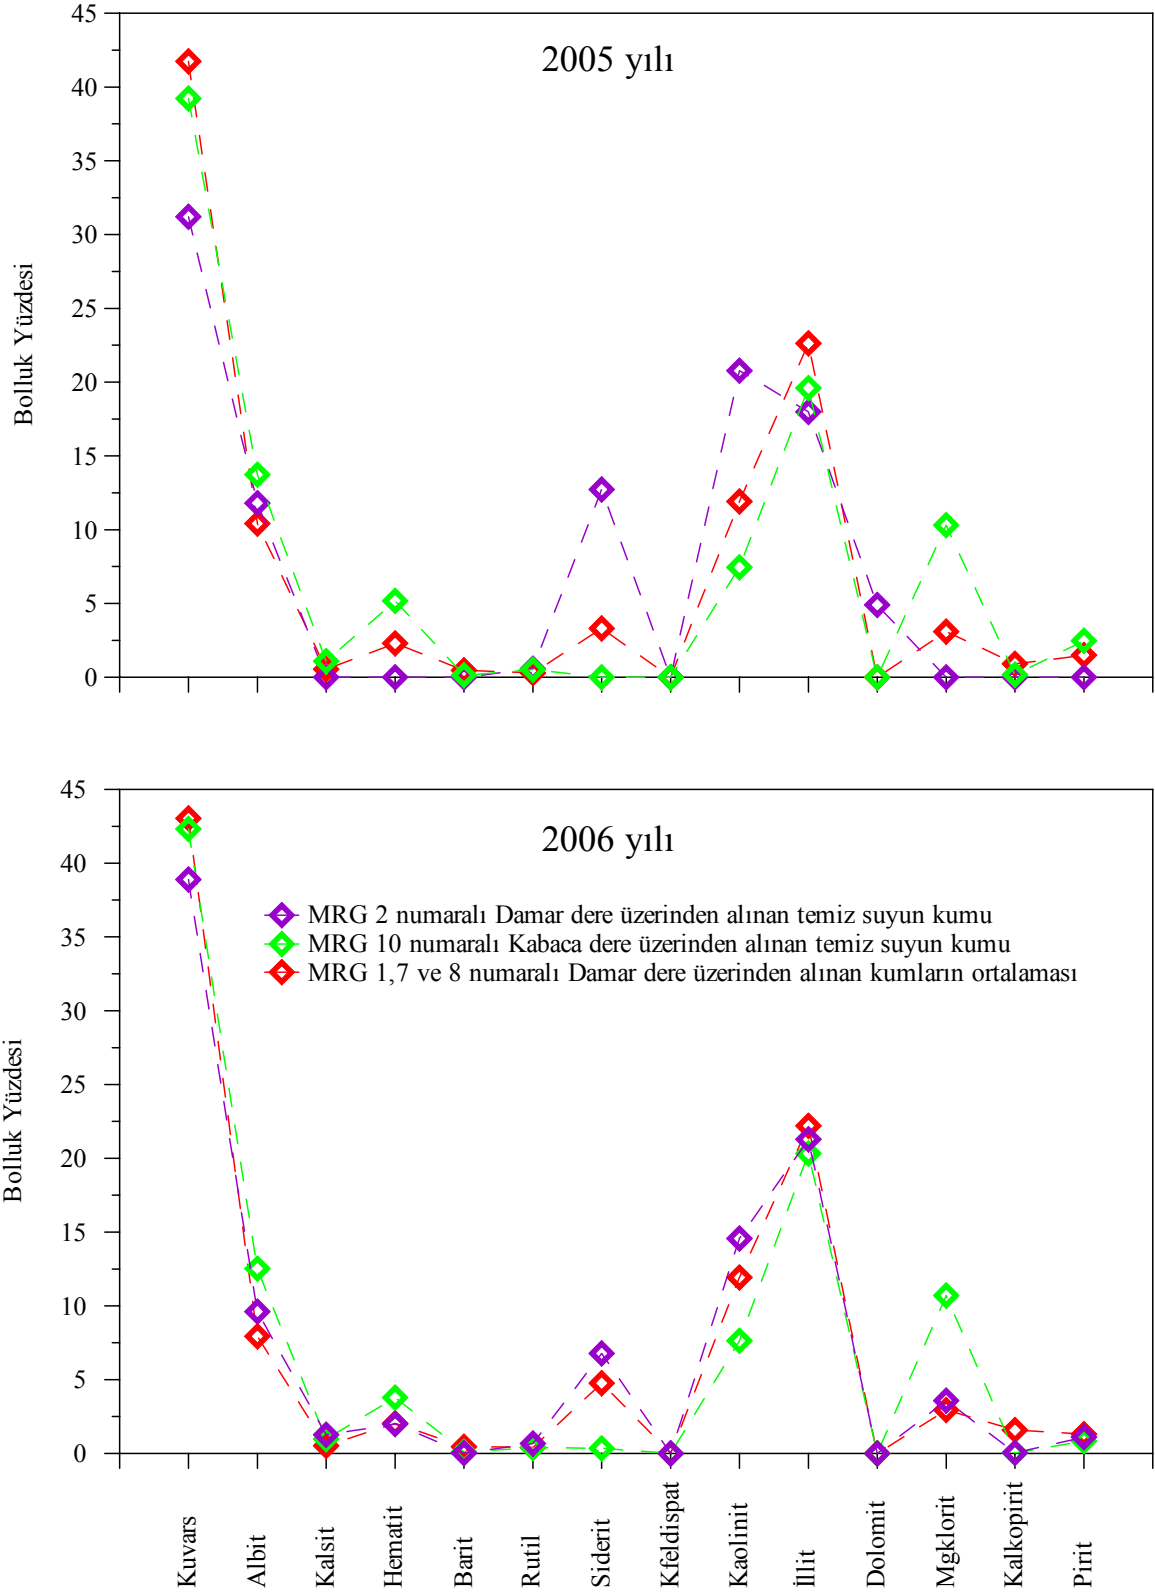 2005 yılı
Bolluk Yüzdesi
45
40
35
30
25
20
15
10
5
0
2006 yılı
Bolluk Yüzdesi
45
40
35
30
25
20
15
10
5
0
MRG 2 numaralı Damar dere üzerinden alınan temiz suyun kumu
MRG 10 numaralı Kabaca dere üzerinden alınan temiz suyun kumu
MRG 1,7 ve 8 numaralı Damar dere üzerinden alınan kumların ortalaması
Kuvars
Albit
Kalsit
Hematit
Barit
Rutil
Siderit
Kfeldispat
Kaolinit
İllit
Dolomit
Mgklorit
Kalkopirit
Pirit